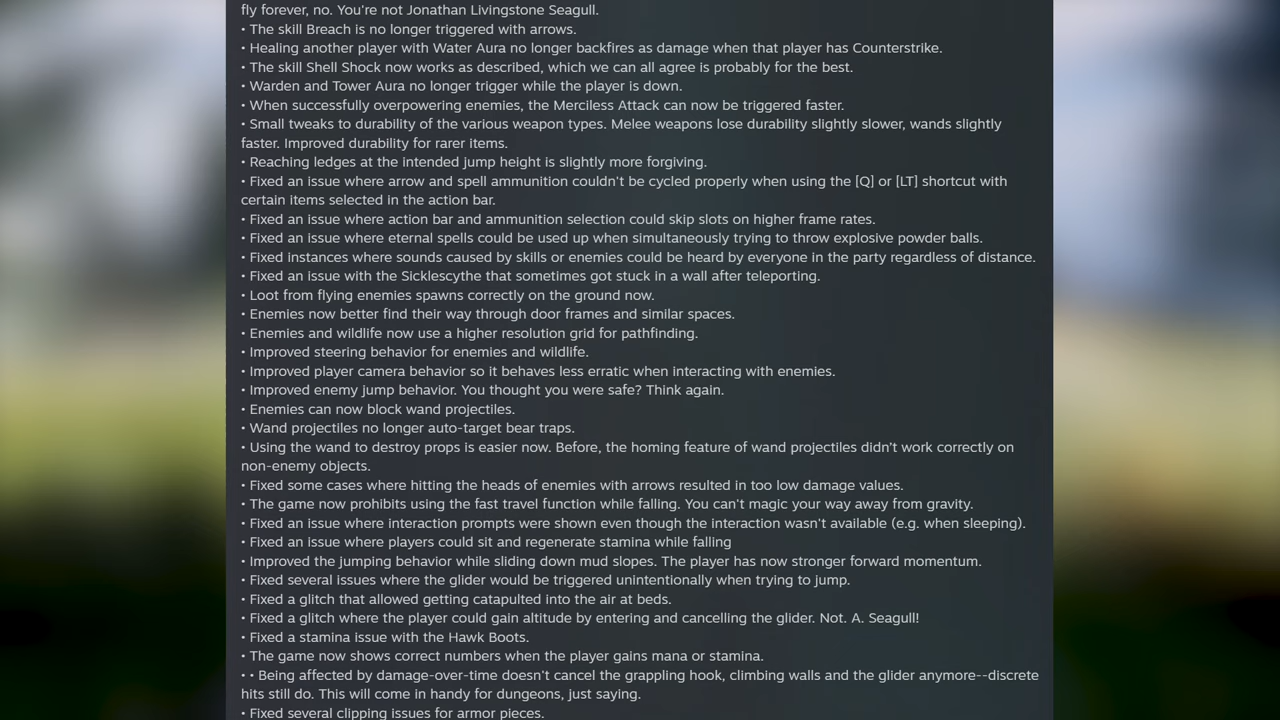 fly forever, no. You're not Jonathan Livingstone Seagull.
• The skill Breach is no longer triggered with arrows.
• Healing another player with Water Aura no longer backfires as damage when that player has Counterstrike.
• The skill Shell Shock now works as described, which we can all agree is probably for the best.
• Warden and Tower Aura no longer trigger while the player is down.
• When successfully overpowering enemies, the Merciless Attack can now be triggered faster.
• Small tweaks to durability of the various weapon types. Melee weapons lose durability slightly slower, wands slightly
faster. Improved durability for rarer items.
• Reaching ledges at the intended jump height is slightly more forgiving.
• Fixed an issue where arrow and spell ammunition couldn't be cycled properly when using the [Q] or [LT] shortcut with
certain items selected in the action bar.
• Fixed an issue where action bar and ammunition selection could skip slots on higher frame rates.
• Fixed an issue where eternal spells could be used up when simultaneously trying to throw explosive powder balls.
• Fixed instances where sounds caused by skills or enemies could be heard by everyone in the party regardless of distance.
• Fixed an issue with the Sicklescythe that sometimes got stuck in a wall after teleporting.
• Loot from flying enemies spawns correctly on the ground now.
• Enemies now better find their way through door frames and similar spaces.
• Enemies and wildlife now use a higher resolution grid for pathfinding.
• Improved steering behavior for enemies and wildlife.
• Improved player camera behavior so it behaves less erratic when interacting with enemies.
• Improved enemy jump behavior. You thought you were safe? Think again.
• Enemies can now block wand projectiles.
• Wand projectiles no longer auto-target bear traps.
• Using the wand to destroy props is easier now. Before, the homing feature of wand projectiles didn't work correctly on
non-enemy objects.
• Fixed some cases where hitting the heads of enemies with arrows resulted in too low damage values.
• The game now prohibits using the fast travel function while falling. You can't magic your way away from gravity.
• Fixed an issue where interaction prompts were shown even though the interaction wasn't available (e.g. when sleeping).
• Fixed an issue where players could sit and regenerate stamina while falling
• Improved the jumping behavior while sliding down mud slopes. The player has now stronger forward momentum.
• Fixed several issues where the glider would be triggered unintentionally when trying to jump.
• Fixed a glitch that allowed getting catapulted into the air at beds.
• Fixed a glitch where the player could gain altitude by entering and cancelling the glider. Not. A. Seagull!
• Fixed a stamina issue with the Hawk Boots.
• The game now shows correct numbers when the player gains mana or stamina.
• • Being affected by damage-over-time doesn't cancel the grappling hook, climbing walls and the glider anymore--discrete
hits still do. This will come in handy for dungeons, just saying.
• Fixed several clipping issues for armor pieces.